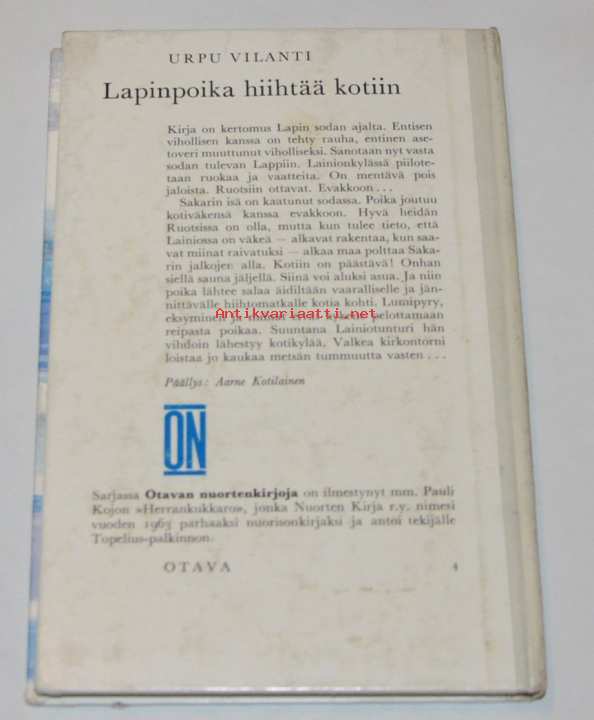 URPU VILANTI
Lapinpoika hiihtää kotiin
Kirja on kertomus Lapin sodan ajalta. Entisen
vihollisen kanssa on tehty rauha, entinen ase-
toveri muuttunut viholliseksi. Sanotaan nyt vasta
sodan tulevan Lappiin. Lainionkylässä piilote-
taan ruokaa ja vaatteita. On mentävä pois
jaloista. Ruotsiin ottavat. Evakkoon . . .
Sakarin isä on kaatunut sodassa. Poika joutuu
kotiväkensä kanssa evakkoon. Hyvä heidän
Ruotsissa on olla, mutta kun tulee tieto, että
Lainiossa on väkeä — alkavat rakentaa, kun saa-
vat miinat raivatuksi — alkaa maa polttaa Saka-
rin jalkojen alla. Kotiin on päästävä! Onhan
siellä sauna jäljellä. Siinä voi aluksi asua. Ja niin
poika lähtee salaa äidiltään vaaralliselle ja jän-
nittävälle hiihtomatkalle kotia kohti. Lumipyry,
Antikvariaatti.net
eksyminen ja pelottamaan
reipasta poikaa. Suuntana Lainiotunturi hän
vihdoin lähestyy kotikylää. Valkea kirkontorni
loistaa jo kaukaa metsän tummuutta vasten . . .
Päällys: Aarne Kotilainen
ON
Sarjassa Otavan nuortenkirjoja on ilmestynyt mm. Pauli
Kojon »Herrankukkaro», jonka Nuorten Kirja r.y. nimesi
vuoden 1963 parhaaksi nuorisonkirjaksi ja antoi tekijälle
Topelius-palkinnon.
OTAVA 4